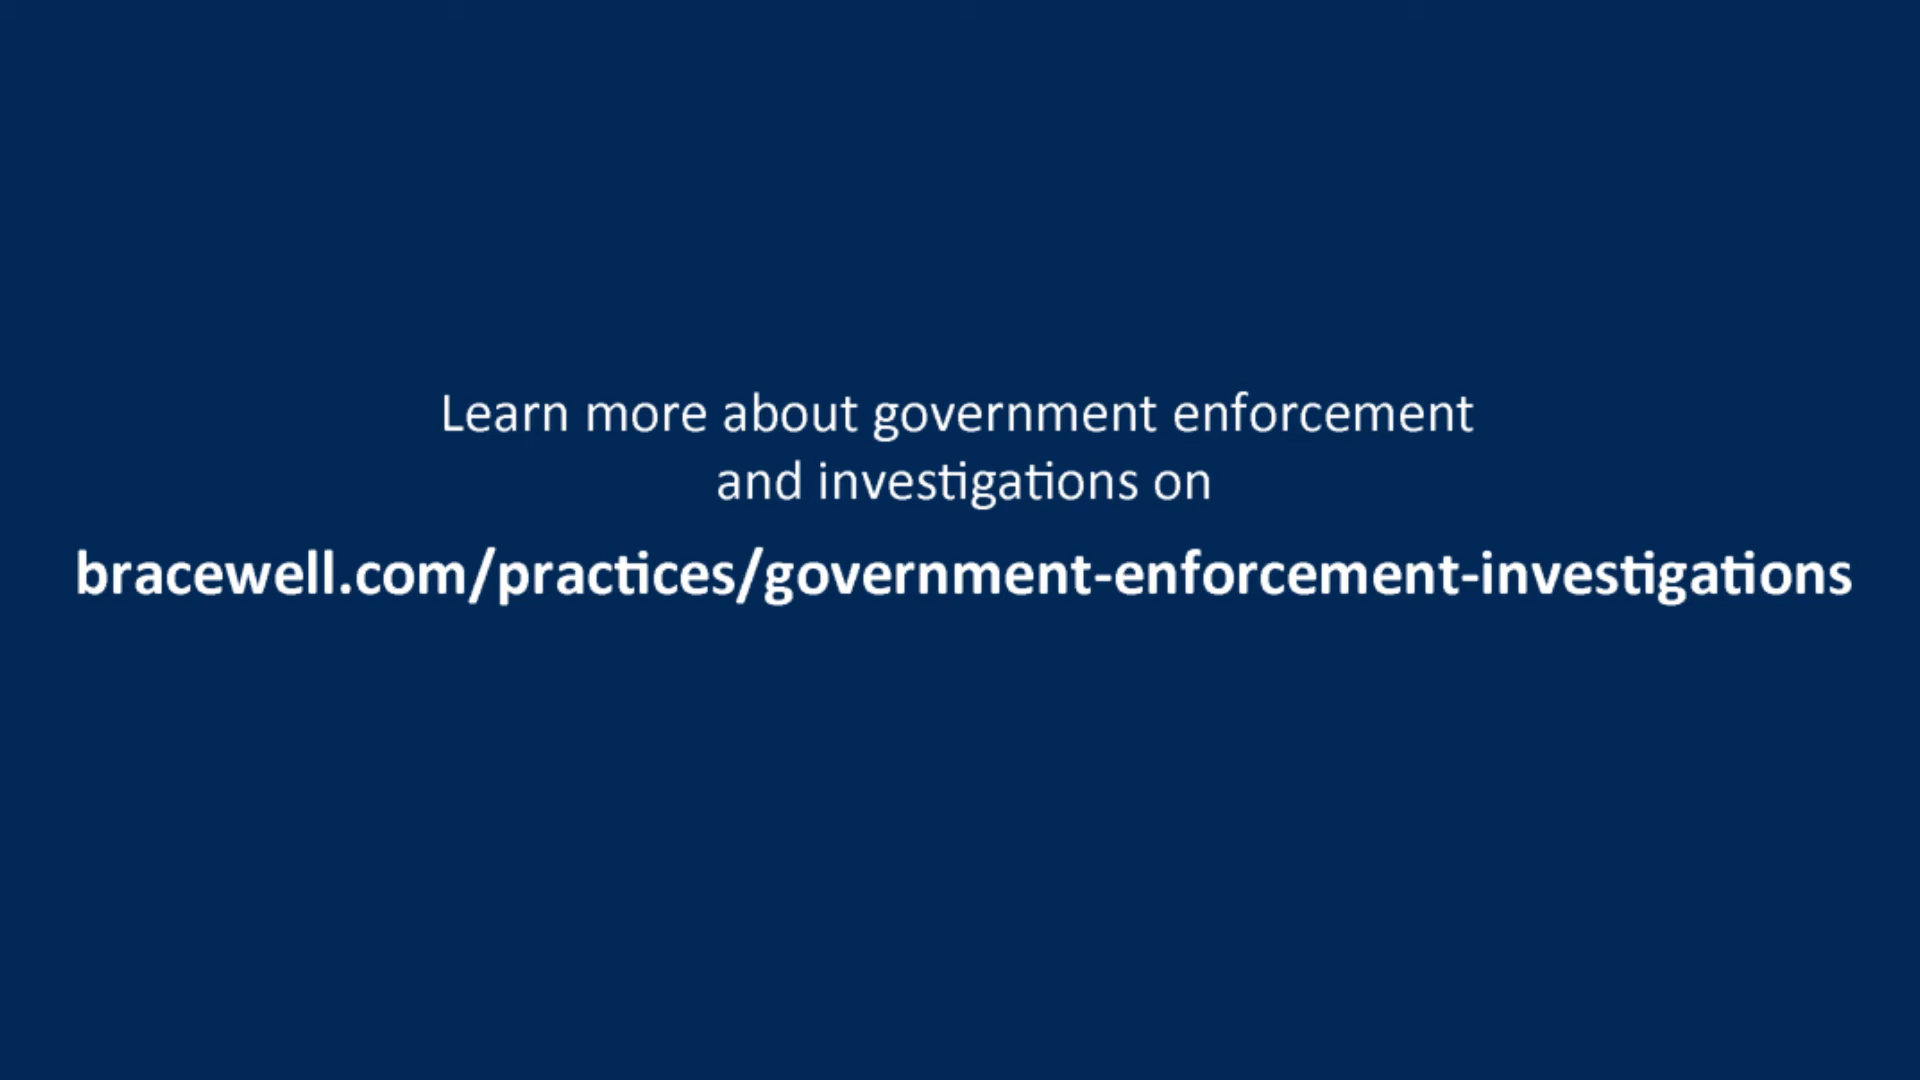 Learn more about government enforcement
and investigations on
bracewell.com/practices/government-enforcement-investigations